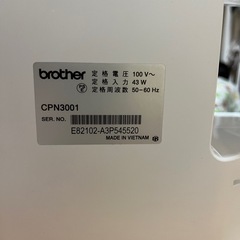 brother
定格電圧 100 V～
定格入力 43 W
定格周波数 50–60 Hz
CPN3001
SER. NO.
E82102-A3P545520
MADE IN VIETNAM